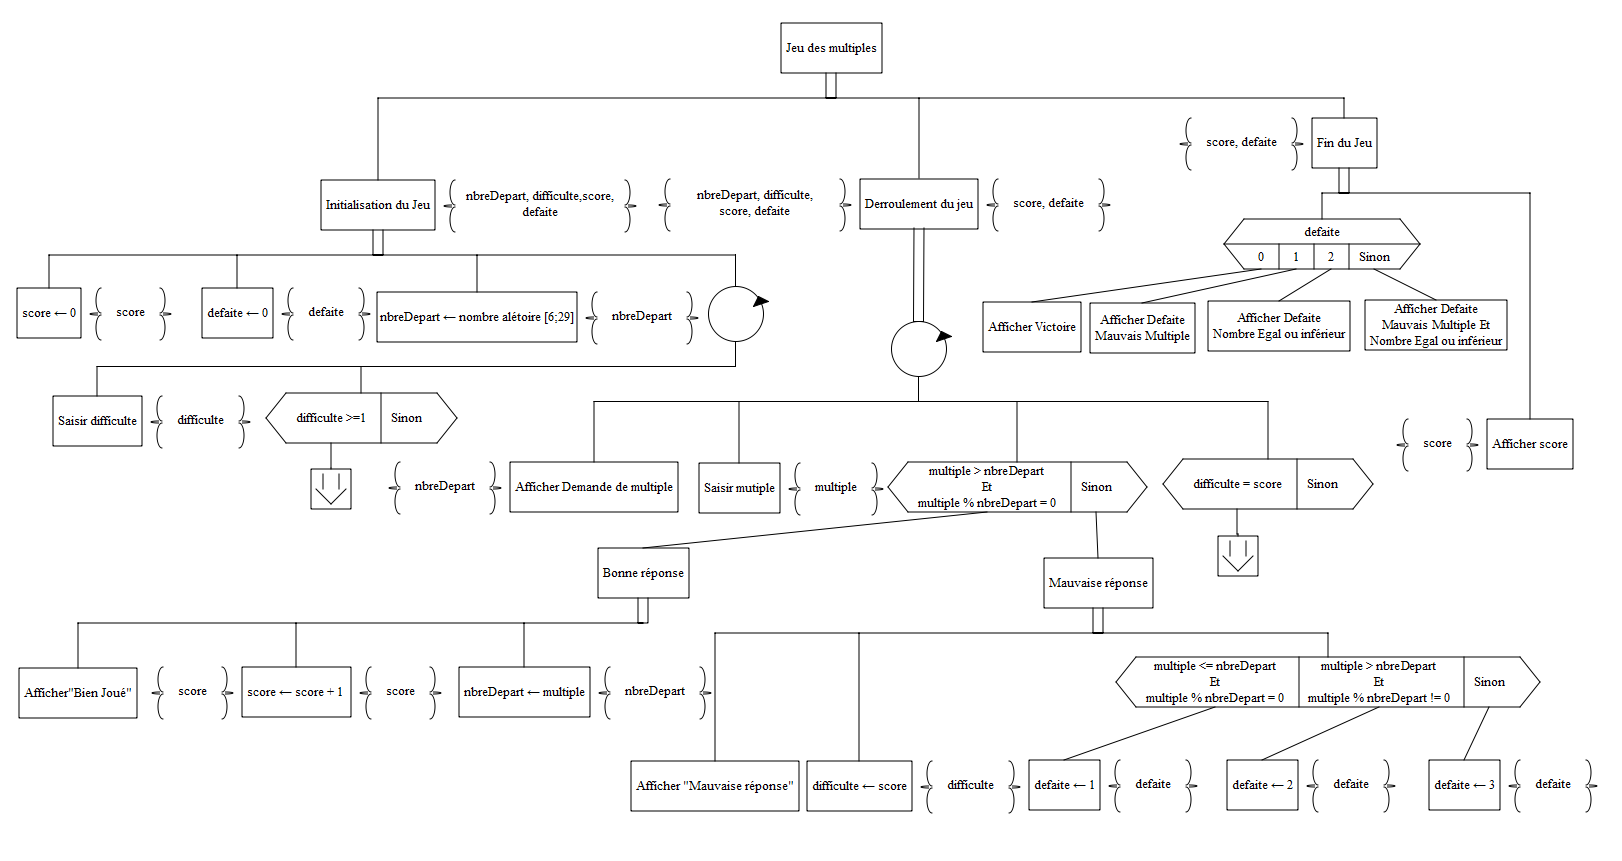 Jeu des multiples
score, defaite
Fin du Jeu
Initialisation du Jeu
nbreDepart, difficulte,score,
defaite
nbreDepart, difficulte,
score, defaite
Derroulement du jeu
score, defaite
defaite
0
1
2
Sinon
score ← 0
score
defaite ← 0
defaite
nbreDepart ← nombre alétoire [6;29]
nbreDepart
Afficher Victoire
Afficher Defaite
Mauvais Multiple
Afficher Defaite
Nombre Egal ou inférieur
Afficher Defaite
Mauvais Multiple Et
Nombre Egal ou inférieur
Saisir difficulte
difficulte
difficulte >=1
Sinon
score
Afficher score
nbreDepart
Afficher Demande de multiple
Saisir mutiple
multiple
multiple > nbreDepart
Et
multiple % nbreDepart = 0
Sinon
difficulte = score
Sinon
Bonne réponse
Mauvaise réponse
Afficher"Bien Joué"
score
score ← score + 1
score
nbreDepart ← multiple
nbreDepart
multiple <= nbreDepart
Et
multiple % nbreDepart = 0
multiple > nbreDepart
Et
multiple % nbreDepart != 0
Sinon
Afficher "Mauvaise réponse"
difficulte ← score
difficulte
defaite ← 1
defaite
defaite ← 2
defaite
defaite ← 3
defaite